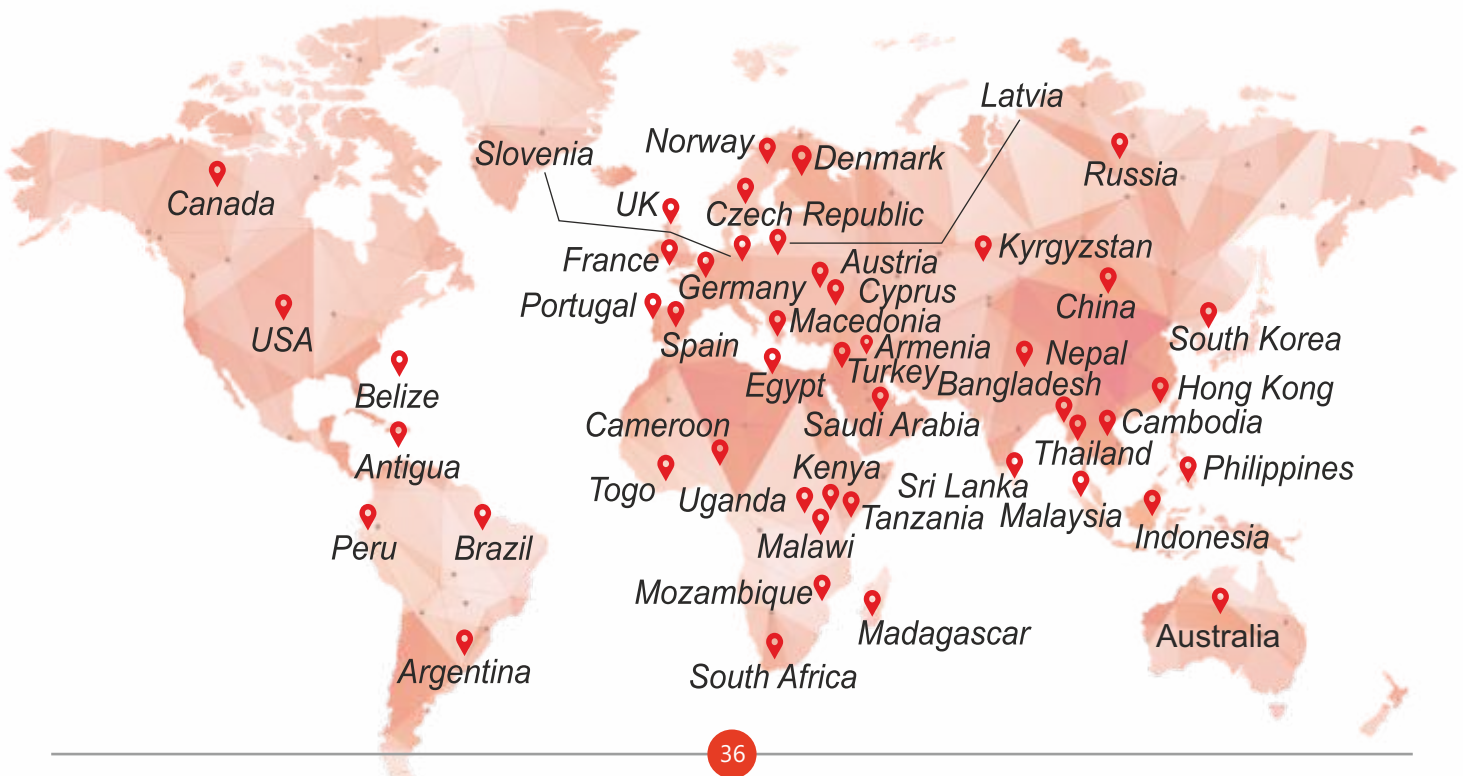 Latvia
Norway
Denmark
Slovenia
Russia
Canada
UK
Czech Republic
Kyrgyzstan
France
Austria
Germany
Cyprus
China
Portugal
Macedonia
USA
Spain
Armenia
South Korea
Nepal
Turkey
Egypt
Bangladesh
Belize
Hong Kong
Cameroon
Saudi Arabia
Cambodia
Thailand
Antigua
Kenya
Philippines
Togo
Uganda
Sri Lanka
Tanzania
Malaysia
Indonesia
Peru
Brazil
Malawi
Mozambique
Madagascar
Australia
Argentina
South Africa
36